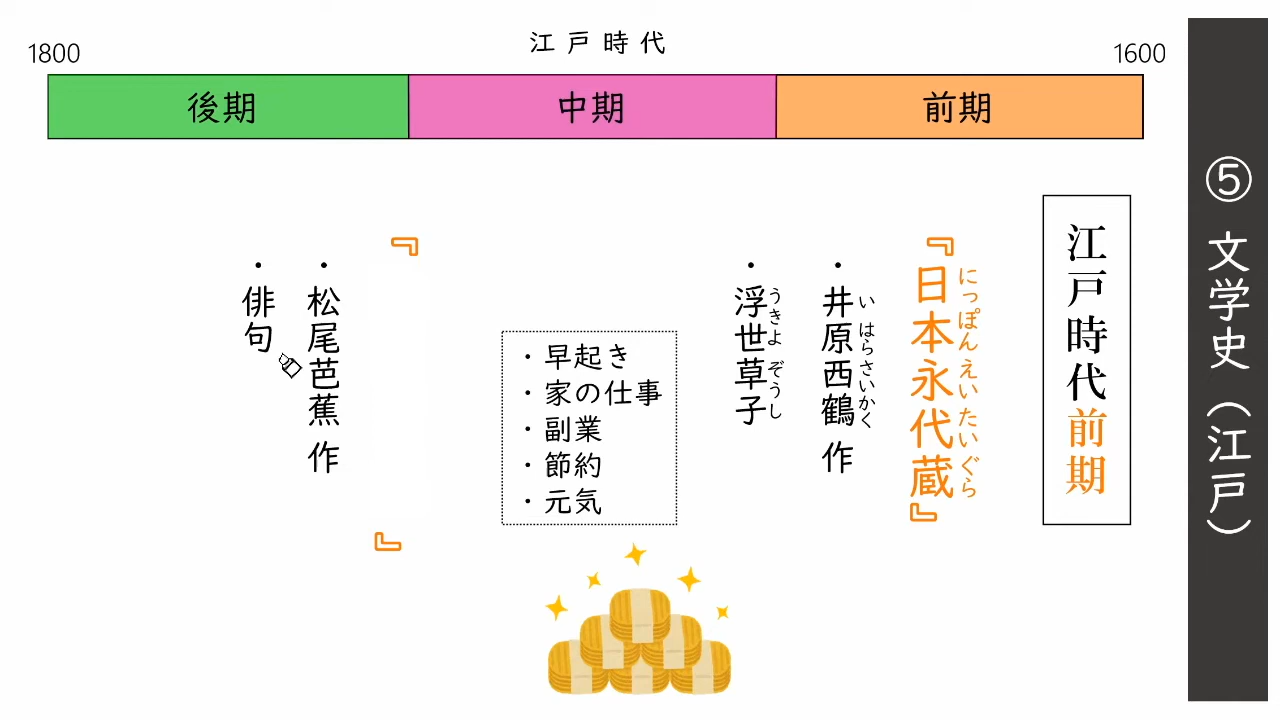 ⑤ 文学史（江戸）
江戸時代
1800
1600
後期
中期
前期
江戸時代前期
『日本永代蔵』
にっぽんえいたいぐら
・井原西鶴 作
いはらさいかく
・浮世草子
うきよぞうし
・早起き
・家の仕事
・副業
・節約
・元気
『
』
・松尾芭蕉 作
・俳句